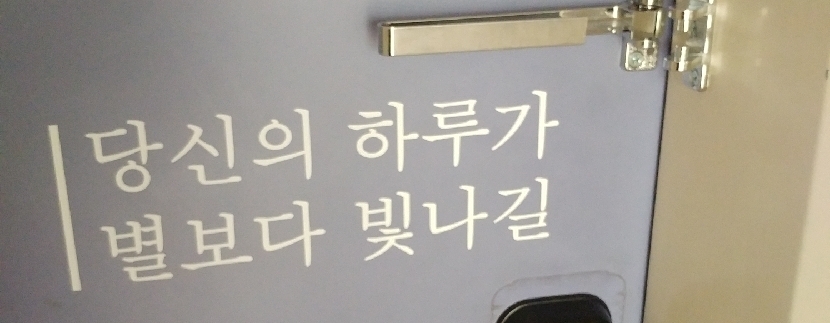 당신의 하루가
별보다 빛나길